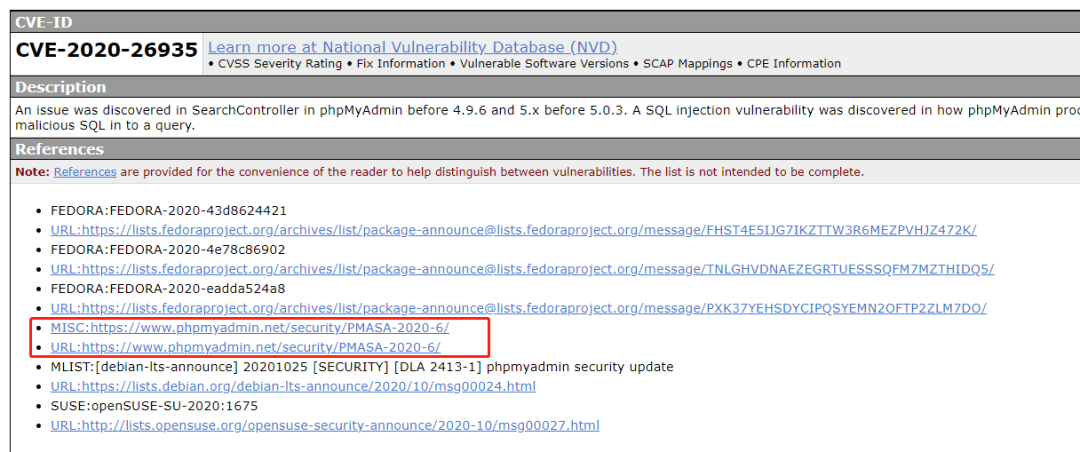 CVE-ID
CVE-2020-26935 Learn more at National Vulnerability Database (NVD)
• CVSS Severity Rating • Fix Information • Vulnerable Software Versions • SCAP Mappings • CPE Information
Description
An issue was discovered in SearchController in phpMyAdmin before 4.9.6 and 5.x before 5.0.3. A SQL injection vulnerability was discovered in how phpMyAdmin proc
malicious SQL in to a query.
References
Note: References are provided for the convenience of the reader to help distinguish between vulnerabilities. The list is not intended to be complete.
• FEDORA:FEDORA-2020-43d8624421
• URL:https://lists.fedoraproject.org/archives/list/package-announce@lists.fedoraproject.org/message/FHST4E5IJG7IKZTTW3R6MEZPVHJZ472K/
• FEDORA:FEDORA-2020-4e78c86902
• URL:https://lists.fedoraproject.org/archives/list/package-announce@lists.fedoraproject.org/message/TNLGHVDNAEZEGRTUESSSQFM7MZTHIDQ5/
• FEDORA:FEDORA-2020-eadda524a8
• URL:https://lists.fedoraproject.org/archives/list/package-announce@lists.fedoraproject.org/message/PXK37YEHSDYCIPQSYEMN2OFTP2ZLM7DO/
• MISC:https://www.phpmyadmin.net/security/PMASA-2020-6/
• URL:https://www.phpmyadmin.net/security/PMASA-2020-6/
• MLIST:[debian-lts-announce] 20201025 [SECURITY] [DLA 2413-1] phpmyadmin security update
• URL:https://lists.debian.org/debian-lts-announce/2020/10/msg00024.html
• SUSE:openSUSE-SU-2020:1675
• URL:http://lists.opensuse.org/opensuse-security-announce/2020-10/msg00027.html